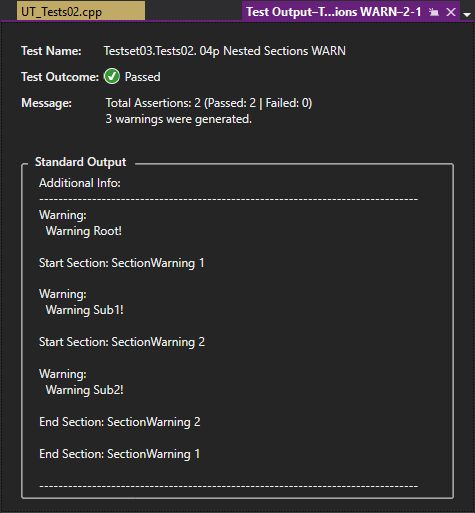 UT_Tests02.cpp
Test Output–T...ions WARN–2-1
Test Name: Testset03.Tests02. 04p Nested Sections WARN
Test Outcome: Passed
Message: Total Assertions: 2 (Passed: 2 | Failed: 0)
3 warnings were generated.
Standard Output
Additional Info:
-------------------------------------------------------------------------------
Warning:
Warning Root!
Start Section: SectionWarning 1
Warning:
Warning Sub1!
Start Section: SectionWarning 2
Warning:
Warning Sub2!
End Section: SectionWarning 2
End Section: SectionWarning 1
-------------------------------------------------------------------------------